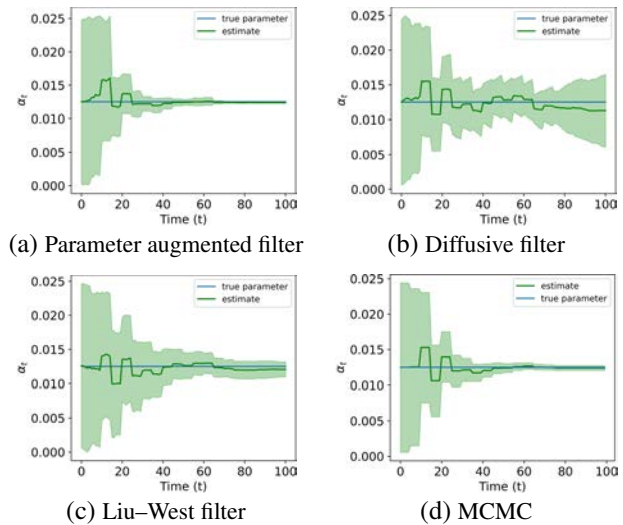 0.025
0.020
0.015
0.010
0.005
0.000
α_t
true parameter
estimate
0 20 40 60 80 100
Time (t)
(a) Parameter augmented filter
0.025
0.020
0.015
0.010
0.005
0.000
α_t
true parameter
estimate
0 20 40 60 80 100
Time (t)
(b) Diffusive filter
0.025
0.020
0.015
0.010
0.005
0.000
α_t
true parameter
estimate
0 20 40 60 80 100
Time (t)
(c) Liu–West filter
0.025
0.020
0.015
0.010
0.005
0.000
α_t
estimate
true parameter
0 20 40 60 80 100
Time (t)
(d) MCMC